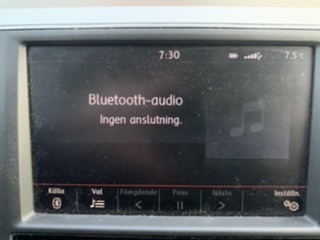 7:30
7.5°C
Bluetooth-audio
Ingen anslutning.
Källa Val Föregående Paus Nästa Inställn.